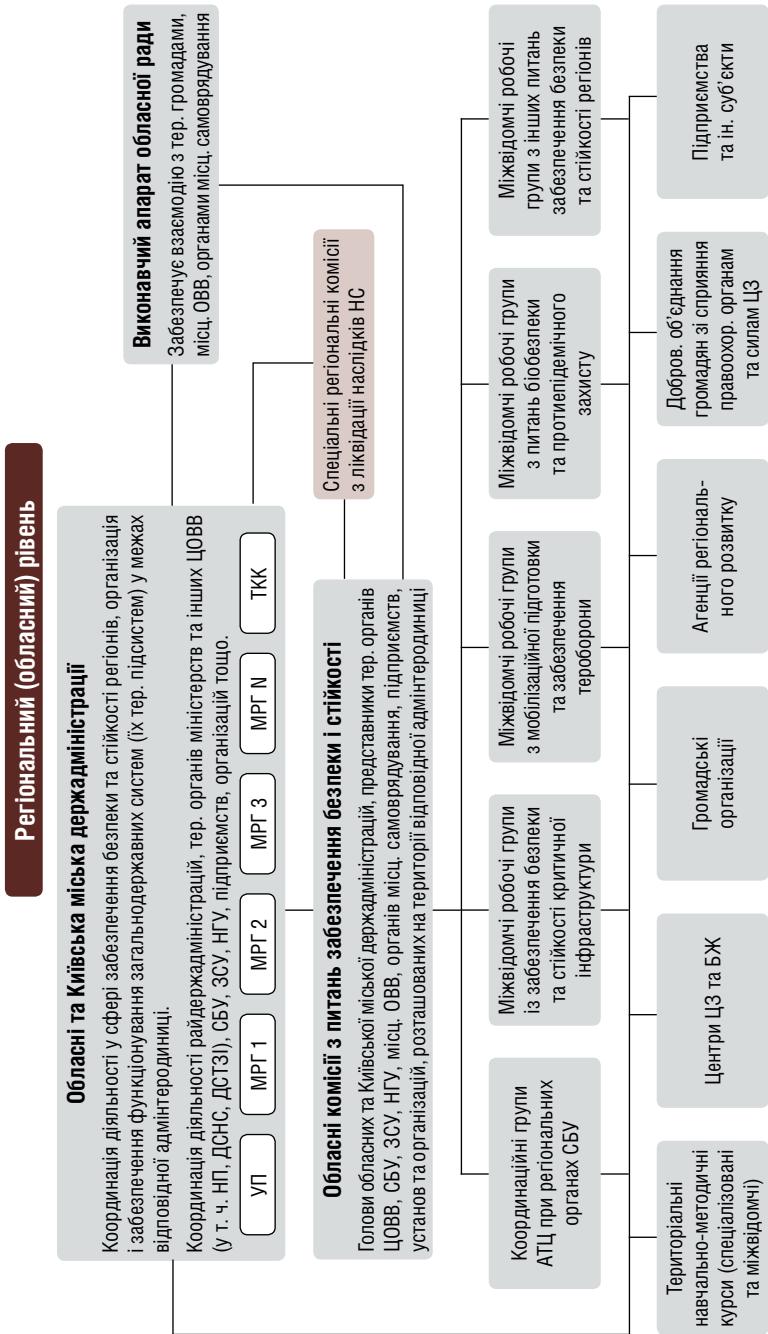 Регіональний (обласний) рівень
Обласні та Київська міська держадміністрації
Координація діяльності у сфері забезпечення безпеки та стійкості регіонів, організація
і забезпечення функціонування загальнодержавних систем (їх тер. підсистем) у межах
відповідної адмінтеродиниці.
Координація діяльності райдержадміністрацій, тер. органів міністерств та інших ЦОВВ
(у т. ч. НП, ДСНС, ДСТЗІ), СБУ, ЗСУ, НГУ, підприємств, організацій тощо.
УП
МРГ 1
МРГ 2
МРГ 3
МРГ N
ТКК
Виконавчий апарат обласної ради
Забезпечує взаємодію з тер. громадами,
місц. ОВВ, органами місц. самоврядування
Обласні комісії з питань забезпечення безпеки і стійкості
Голови обласних та Київської міської держадміністрацій, представники тер. органів
ЦОВВ, СБУ, ЗСУ, НГУ, місц. ОВВ, органів місц. самоврядування, підприємств,
установ та організацій, розташованих на території відповідної адмінтеродиниці
Спеціальні регіональні комісії
з ліквідації наслідків НС
Координаційні групи
АТЦ при регіональних
органах СБУ
Міжвідомчі робочі групи
із забезпечення безпеки
та стійкості критичної
інфраструктури
Міжвідомчі робочі групи
з мобілізаційної підготовки
та забезпечення
тероборони
Міжвідомчі робочі групи
з питань біобезпеки
та протиепідемічного
захисту
Міжвідомчі робочі
групи з інших питань
забезпечення безпеки
та стійкості регіонів
Територіальні
навчально-методичні
курси (спеціалізовані
та міжвідомчі)
Центри ЦЗ та БЖ
Громадські
організації
Агенції регіональ-
ного розвитку
Добров. об’єднання
громадян зі сприяння
правоохор. органам
та силам ЦЗ
Підприємства
та ін. суб’єкти